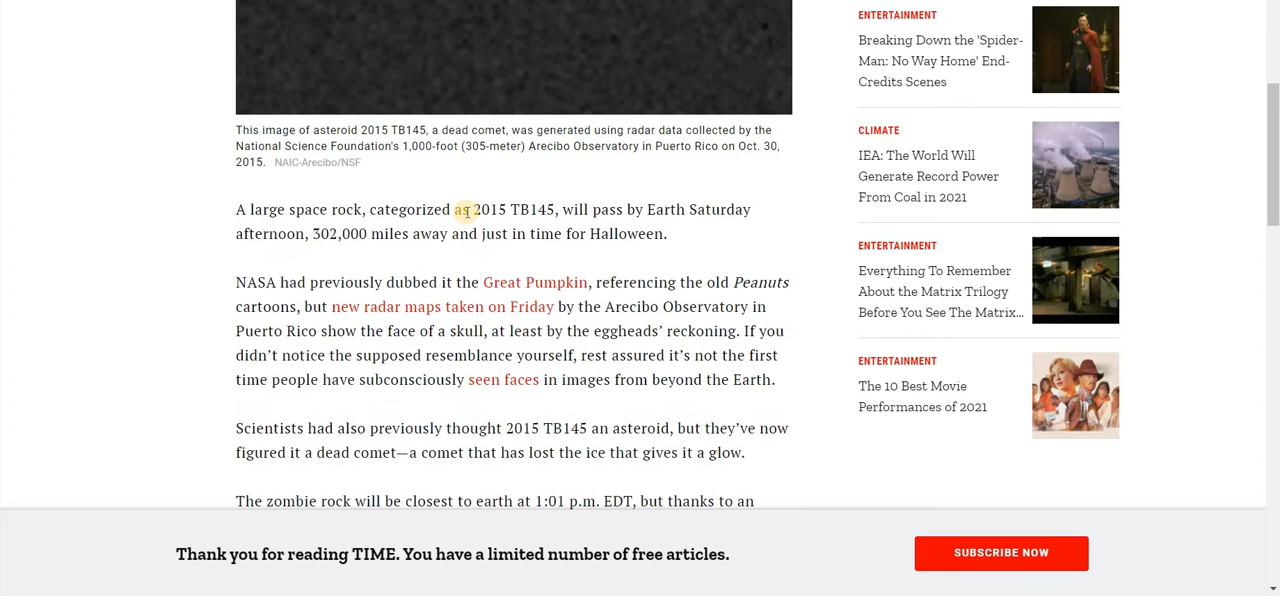 This image of asteroid 2015 TB145, a dead comet, was generated using radar data collected by the
National Science Foundation's 1,000-foot (305-meter) Arecibo Observatory in Puerto Rico on Oct. 30,
2015. NAIC-Arecibo/NSF
A large space rock, categorized as 2015 TB145, will pass by Earth Saturday
afternoon, 302,000 miles away and just in time for Halloween.
NASA had previously dubbed it the Great Pumpkin, referencing the old Peanuts
cartoons, but new radar maps taken on Friday by the Arecibo Observatory in
Puerto Rico show the face of a skull, at least by the eggheads’ reckoning. If you
didn’t notice the supposed resemblance yourself, rest assured it’s not the first
time people have subconsciously seen faces in images from beyond the Earth.
Scientists had also previously thought 2015 TB145 an asteroid, but they’ve now
figured it a dead comet—a comet that has lost the ice that gives it a glow.
The zombie rock will be closest to earth at 1:01 p.m. EDT, but thanks to an
ENTERTAINMENT
Breaking Down the 'Spider-
Man: No Way Home' End-
Credits Scenes
CLIMATE
IEA: The World Will
Generate Record Power
From Coal in 2021
ENTERTAINMENT
Everything To Remember
About the Matrix Trilogy
Before You See The Matrix...
ENTERTAINMENT
The 10 Best Movie
Performances of 2021
Thank you for reading TIME. You have a limited number of free articles.
SUBSCRIBE NOW